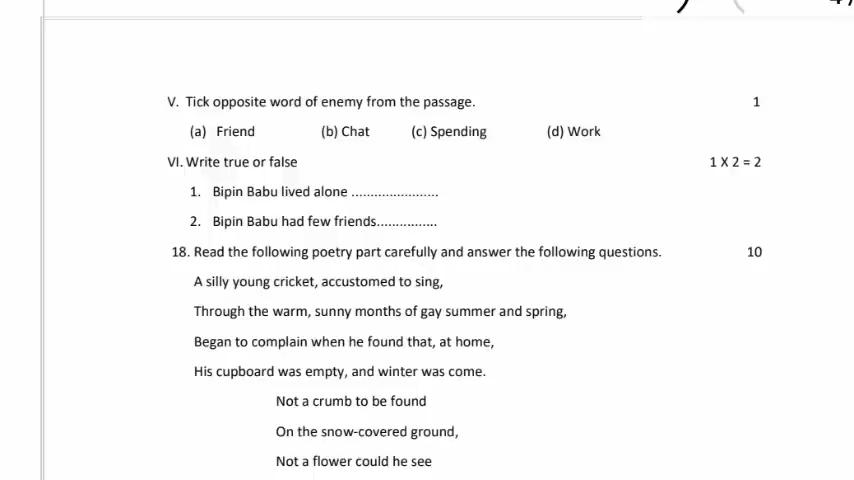 V. Tick opposite word of enemy from the passage. 1
(a) Friend (b) Chat (c) Spending (d) Work
VI. Write true or false 1 X 2 = 2
1. Bipin Babu lived alone ......................
2. Bipin Babu had few friends................
18. Read the following poetry part carefully and answer the following questions. 10
A silly young cricket, accustomed to sing,
Through the warm, sunny months of gay summer and spring,
Began to complain when he found that, at home,
His cupboard was empty, and winter was come.
Not a crumb to be found
On the snow-covered ground,
Not a flower could he see